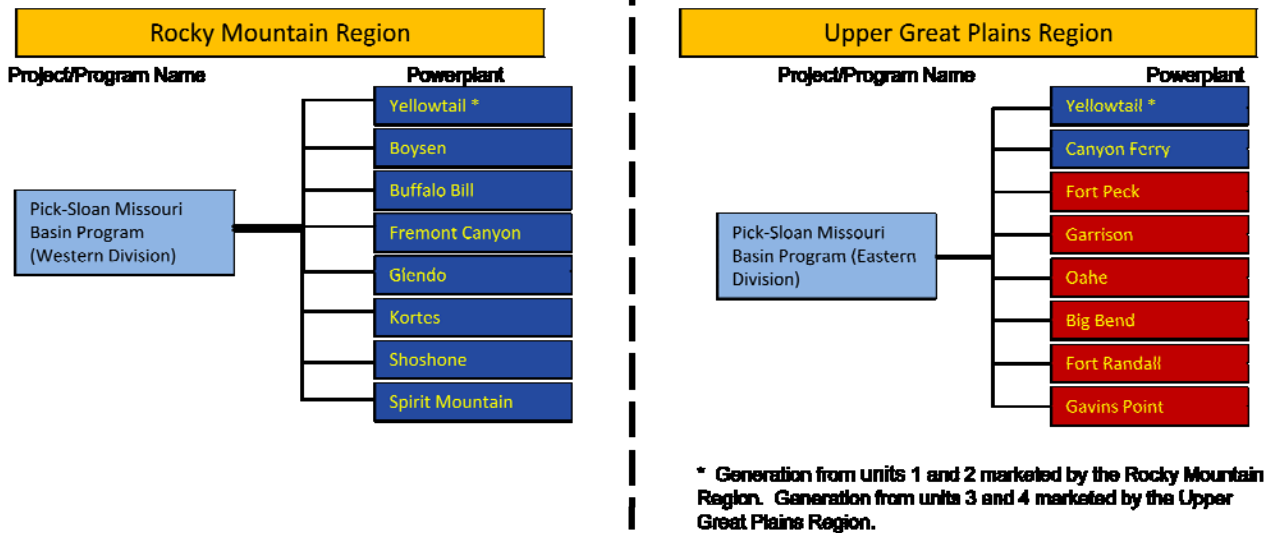 Rocky Mountain Region
Project/Program Name
Powerplant
Pick-Sloan Missouri
Basin Program
(Western Division)
Yellowtail *
Boysen
Buffalo Bill
Fremont Canyon
Glendo
Kortes
Shoshone
Spirit Mountain
Upper Great Plains Region
Project/Program Name
Powerplant
Pick-Sloan Missouri
Basin Program (Eastern
Division)
Yellowtail *
Canyon Ferry
Fort Peck
Garrison
Oahe
Big Bend
Fort Randall
Gavins Point
* Generation from units 1 and 2 marketed by the Rocky Mountain
Region. Generation from units 3 and 4 marketed by the Upper
Great Plains Region.